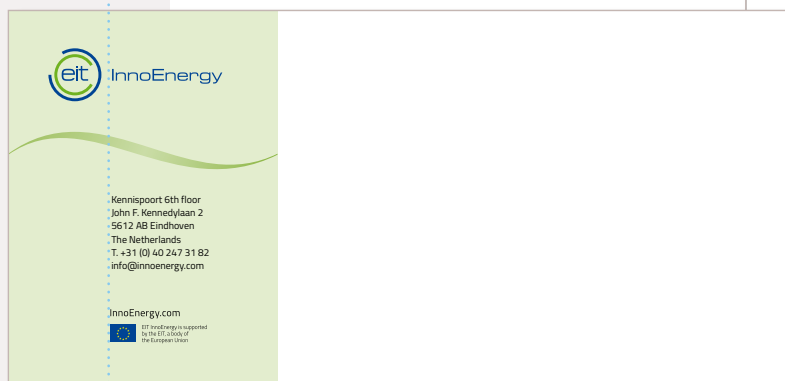 eit InnoEnergy
Kennispoort 6th floor
John F. Kennedylaan 2
5612 AB Eindhoven
The Netherlands
T. +31 (0) 40 247 31 82
info@innoenergy.com
InnoEnergy.com
EIT InnoEnergy is supported
by the EIT, a body of
the European Union